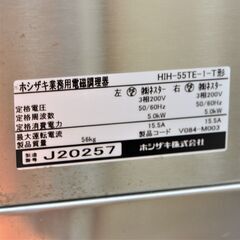 ホシザキ業務用電磁調理器
HIH-55TE-1-T形
左 ㈱ネスター 右 ㈱ネスター
定格電圧 3相200V 3相200V
定格周波数 50/60Hz 50/60Hz
定格消費電力 5.0kW 5.0kW
最大運転電流 15.5A 15.5A
製品質量 56kg 製品コード V084-M003
製造番号 J20257 ホシザキ株式会社